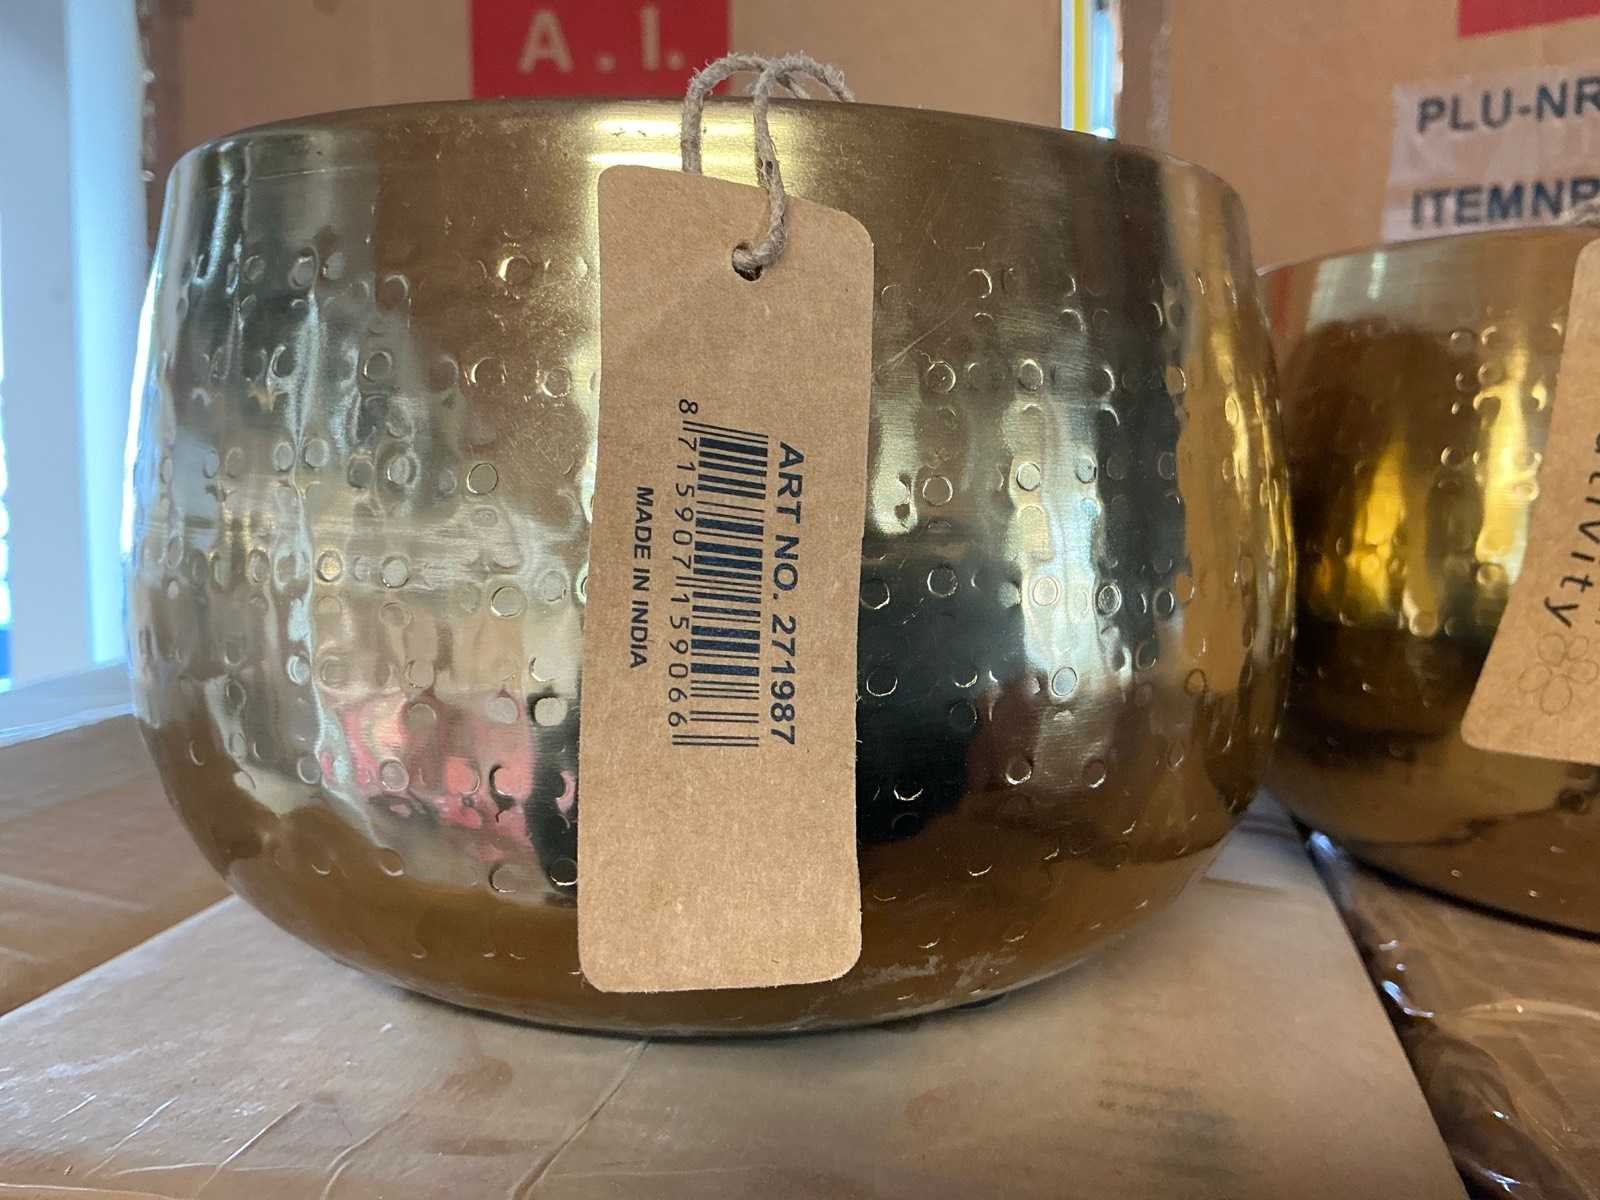 A.I.
PLU-NR
ITEMNR
ART NO. 271987
8 715907 159066
MADE IN INDIA